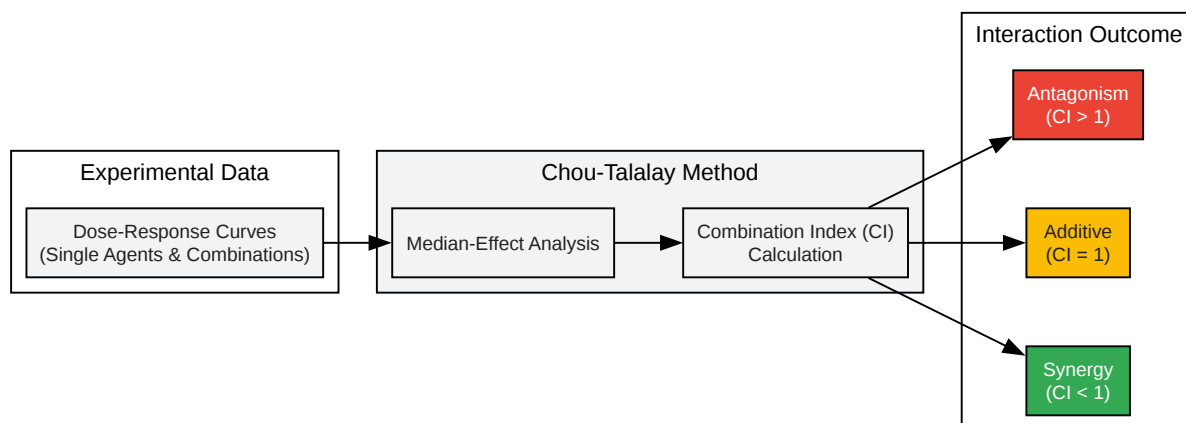 Experimental Data
Dose-Response Curves
(Single Agents & Combinations)
Chou-Talalay Method
Median-Effect Analysis
Combination Index (CI)
Calculation
Interaction Outcome
Antagonism
(CI > 1)
Additive
(CI = 1)
Synergy
(CI < 1)